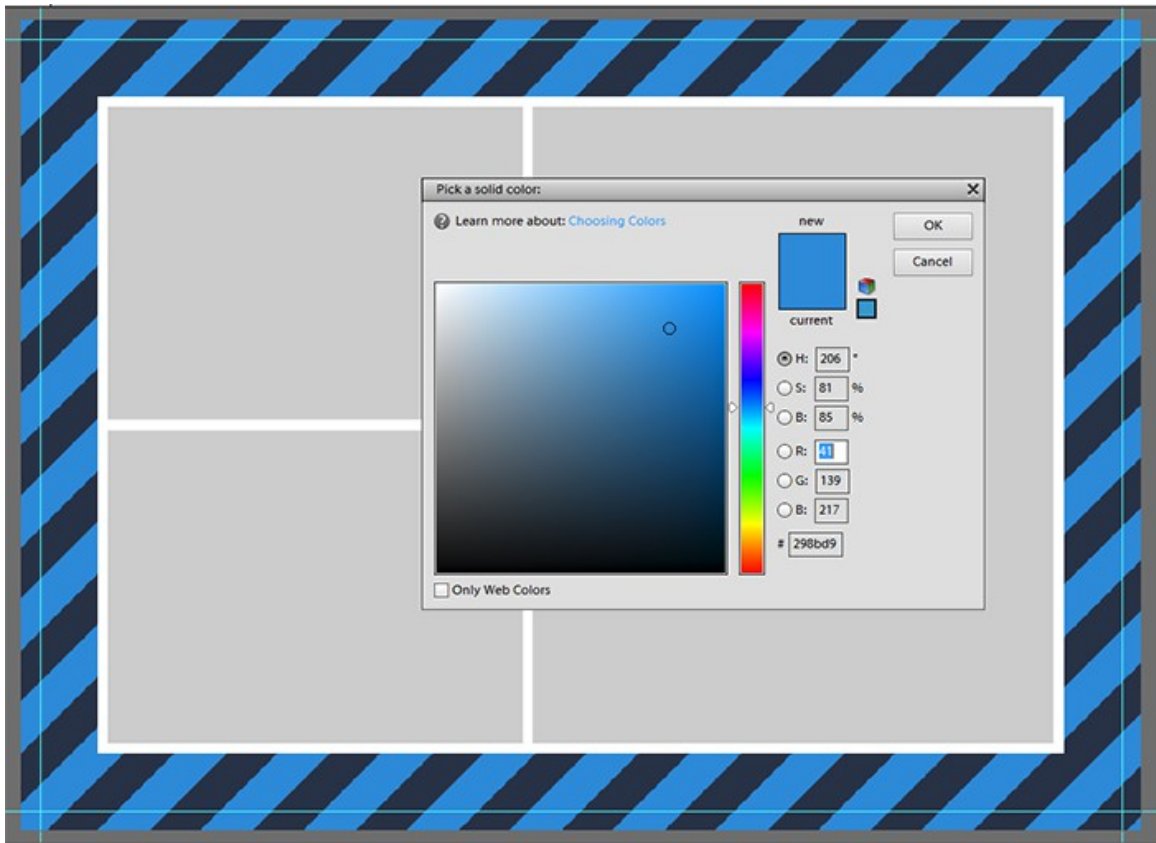 Pick a solid color:
Learn more about: Choosing Colors
new
OK
Cancel
current
H: 206 °
S: 81 %
B: 85 %
R: 41
G: 139
B: 217
# 298bd9
Only Web Colors